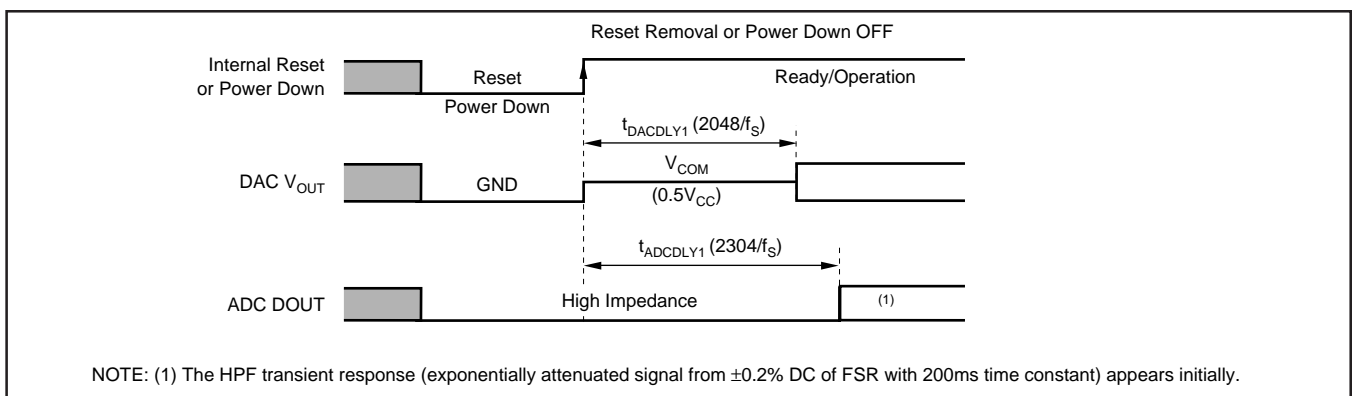 Reset Removal or Power Down OFF
Internal Reset
or Power Down
Reset
Power Down
Ready/Operation
tDACDLY1 (2048/fS)
DAC VOUT
GND
VCOM
(0.5VCC)
tADCDLY1 (2304/fS)
ADC DOUT
High Impedance
(1)
NOTE: (1) The HPF transient response (exponentially attenuated signal from ±0.2% DC of FSR with 200ms time constant) appears initially.